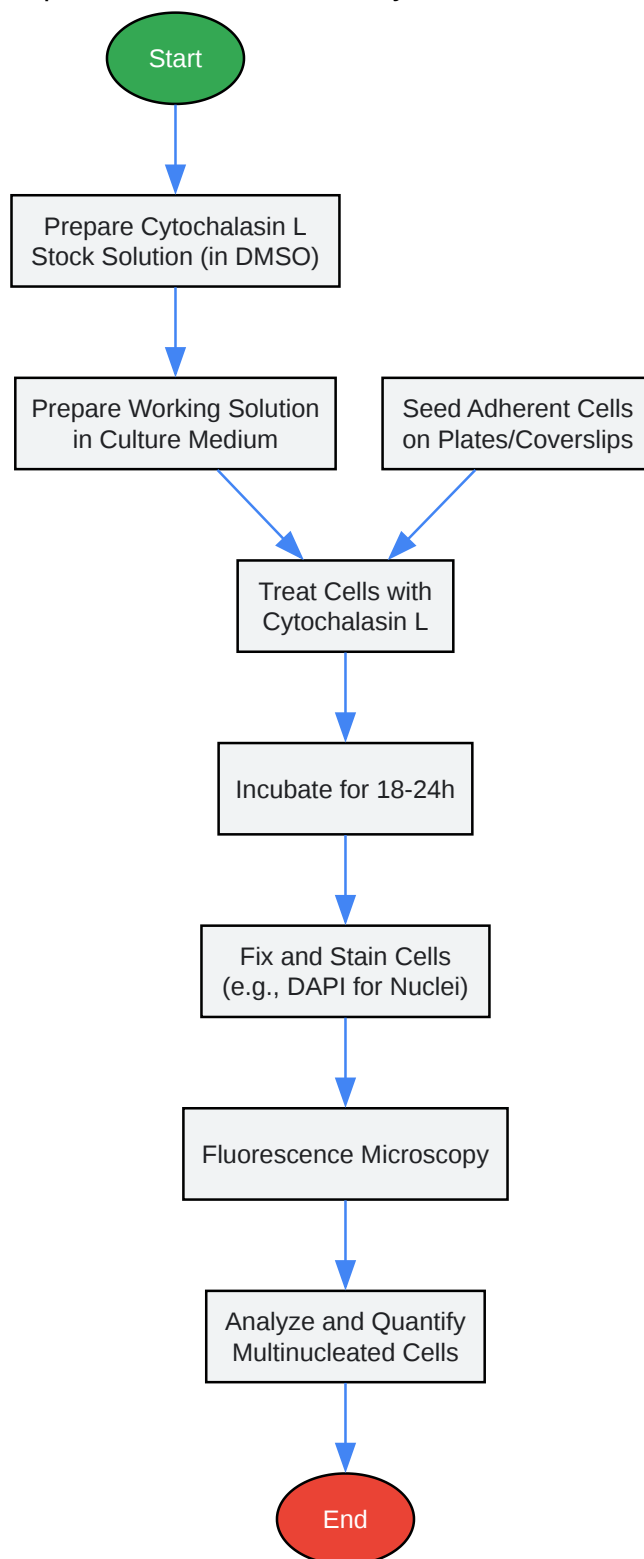 Start
Prepare Cytochalasin L
Stock Solution (in DMSO)
Prepare Working Solution
in Culture Medium
Seed Adherent Cells
on Plates/Coverslips
Treat Cells with
Cytochalasin L
Incubate for 18-24h
Fix and Stain Cells
(e.g., DAPI for Nuclei)
Fluorescence Microscopy
Analyze and Quantify
Multinucleated Cells
End